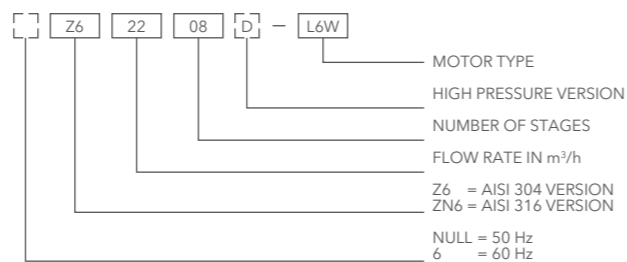 Z6 22 08 D – L6W
MOTOR TYPE
HIGH PRESSURE VERSION
NUMBER OF STAGES
FLOW RATE IN m³/h
Z6 = AISI 304 VERSION
ZN6 = AISI 316 VERSION
NULL = 50 Hz
6 = 60 Hz